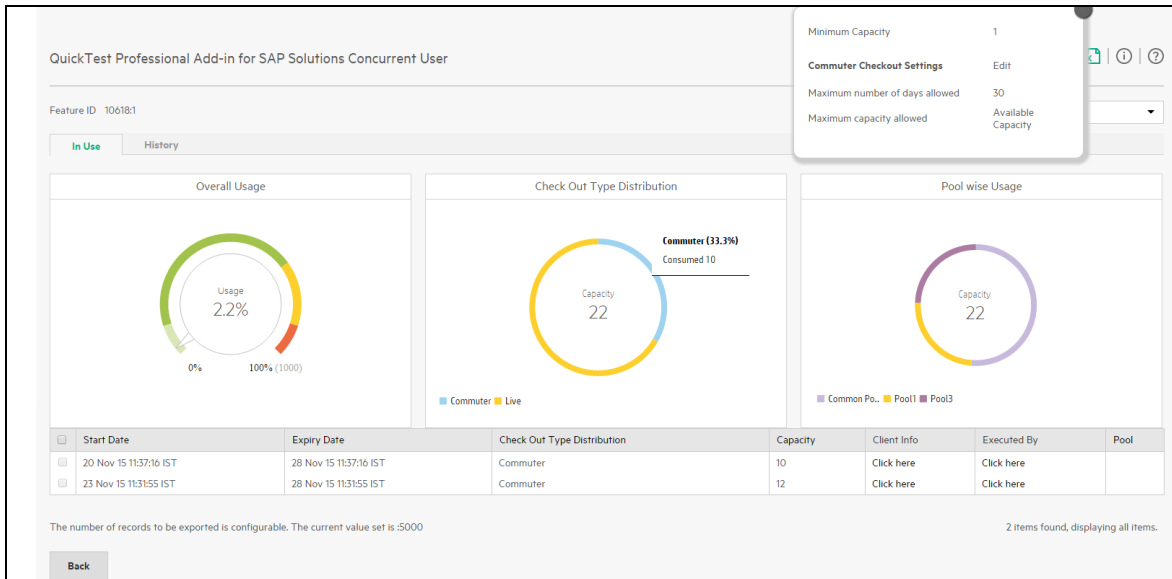 Minimum Capacity 1
QuickTest Professional Add-in for SAP Solutions Concurrent User
Commuter Checkout Settings Edit
Maximum number of days allowed 30
Maximum capacity allowed Available Capacity
Feature ID 10618:1
In Use History
Overall Usage
Usage
2.2%
0% 100% (1000)
Check Out Type Distribution
Commuter (33.3%)
Consumed 10
Capacity
22
Commuter Live
Pool wise Usage
Capacity
22
Common Po.. Pool1 Pool3
Start Date Expiry Date Check Out Type Distribution Capacity Client Info Executed By Pool
20 Nov 15 11:37:16 IST 28 Nov 15 11:37:16 IST Commuter 10 Click here Click here
23 Nov 15 11:31:55 IST 28 Nov 15 11:31:55 IST Commuter 12 Click here Click here
The number of records to be exported is configurable. The current value set is :5000
2 items found, displaying all items.
Back